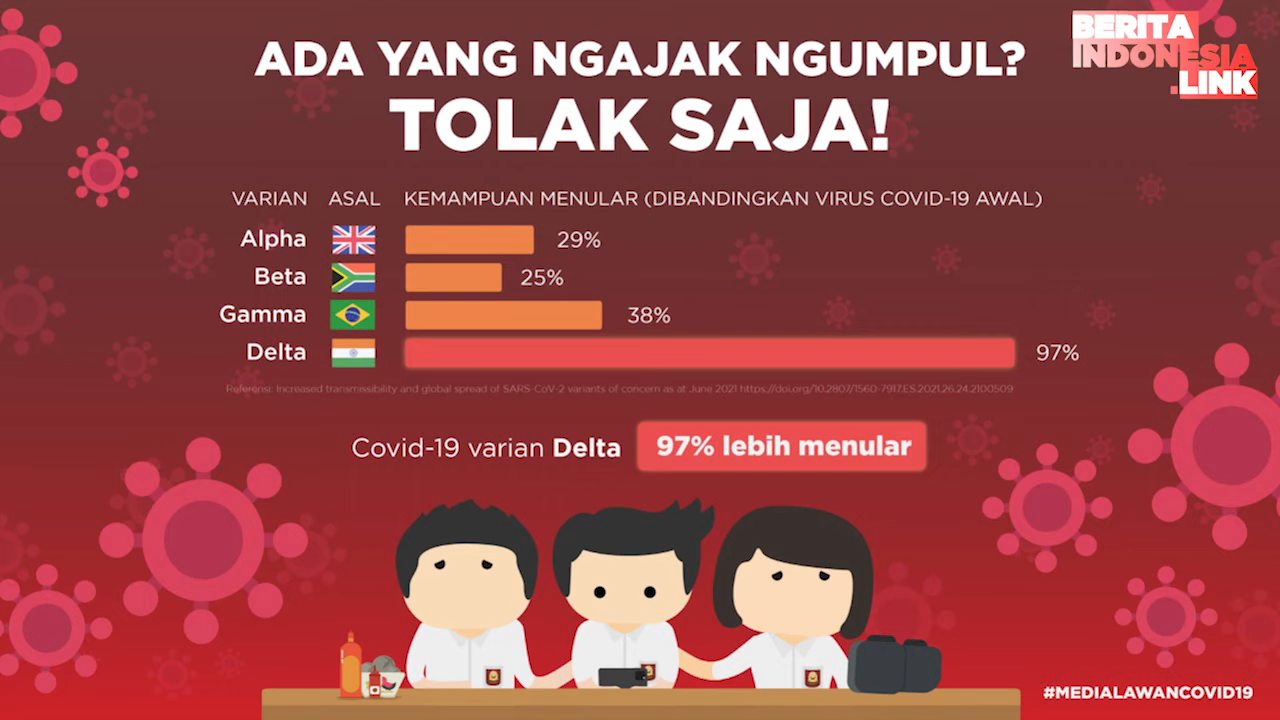 BERITA
INDONESIA
.LINK
ADA YANG NGAJAK NGUMPUL?
TOLAK SAJA!
VARIAN ASAL KEMAMPUAN MENULAR (DIBANDINGKAN VIRUS COVID-19 AWAL)
Alpha 29%
Beta 25%
Gamma 38%
Delta 97%
Referensi: Increased transmissibility and global spread of SARS-CoV-2 variants of concern as at June 2021 https://doi.org/10.2807/1560-7917.ES.2021.26.24.2100509
Covid-19 varian Delta 97% lebih menular
#MEDIALAWANCOVID19